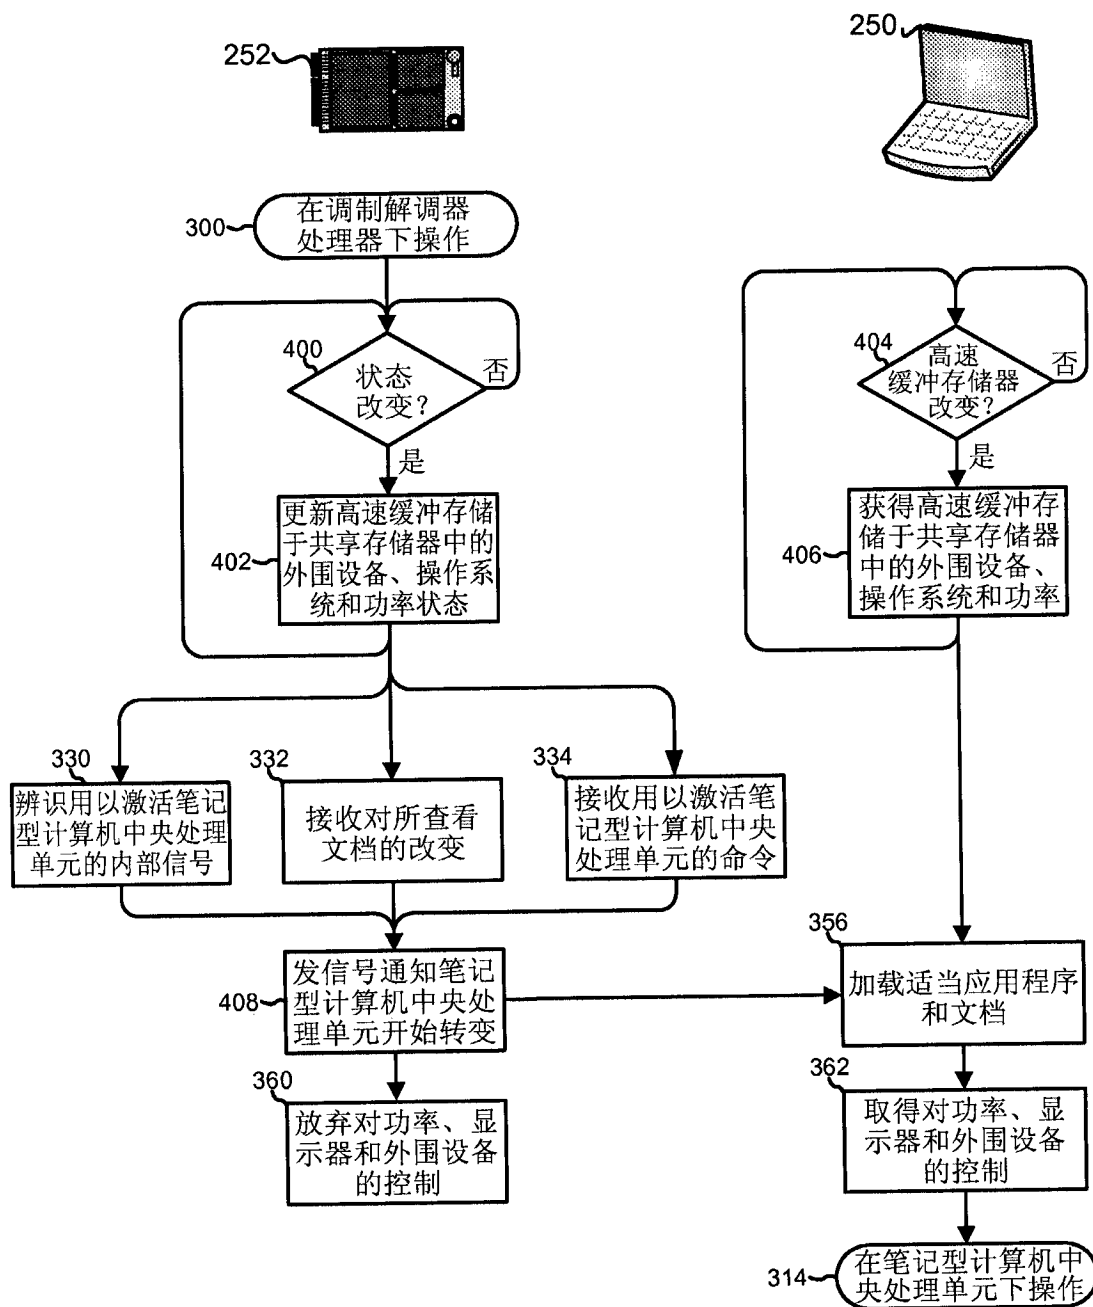 252
250
300
在调制解调器
处理器下操作
400
状态
改变?
否
是
404
高速
缓冲存储器
改变?
否
是
402
更新高速缓冲存储
于共享存储器中的
外围设备、操作系
统和功率状态
406
获得高速缓冲存
储于共享存储器
中的外围设备、
操作系统和功率
330
辨识用以激活笔记
型计算机中央处理
单元的内部信号
332
接收对所查看
文档的改变
334
接收用以激活笔
记型计算机中央
处理单元的命令
408
发信号通知笔记
型计算机中央处
理单元开始转变
356
加载适当应用程序
和文档
360
放弃对功率、显
示器和外围设备
的控制
362
取得对功率、显
示器和外围设备
的控制
314
在笔记型计算机中
央处理单元下操作